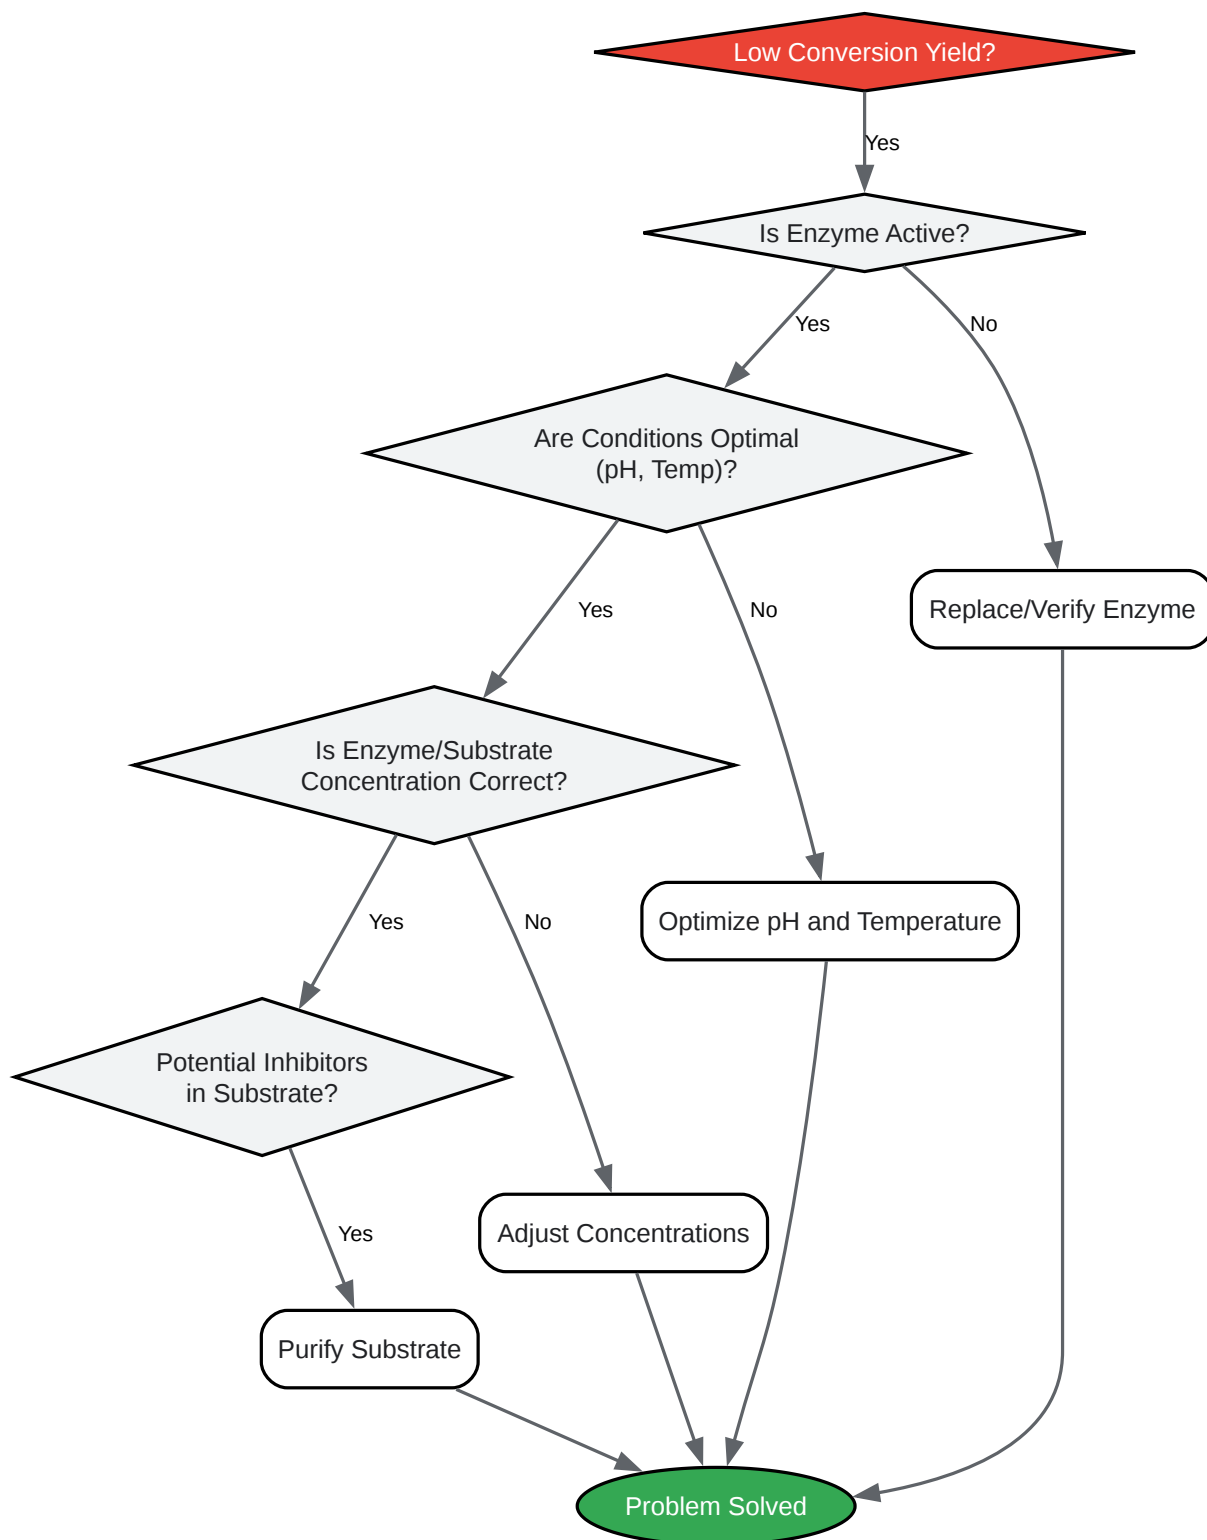 Low Conversion Yield?
Yes
Is Enzyme Active?
Yes
No
Are Conditions Optimal
(pH, Temp)?
Yes
No
Replace/Verify Enzyme
Is Enzyme/Substrate
Concentration Correct?
Yes
No
Optimize pH and Temperature
Potential Inhibitors
in Substrate?
Yes
Adjust Concentrations
Purify Substrate
Problem Solved